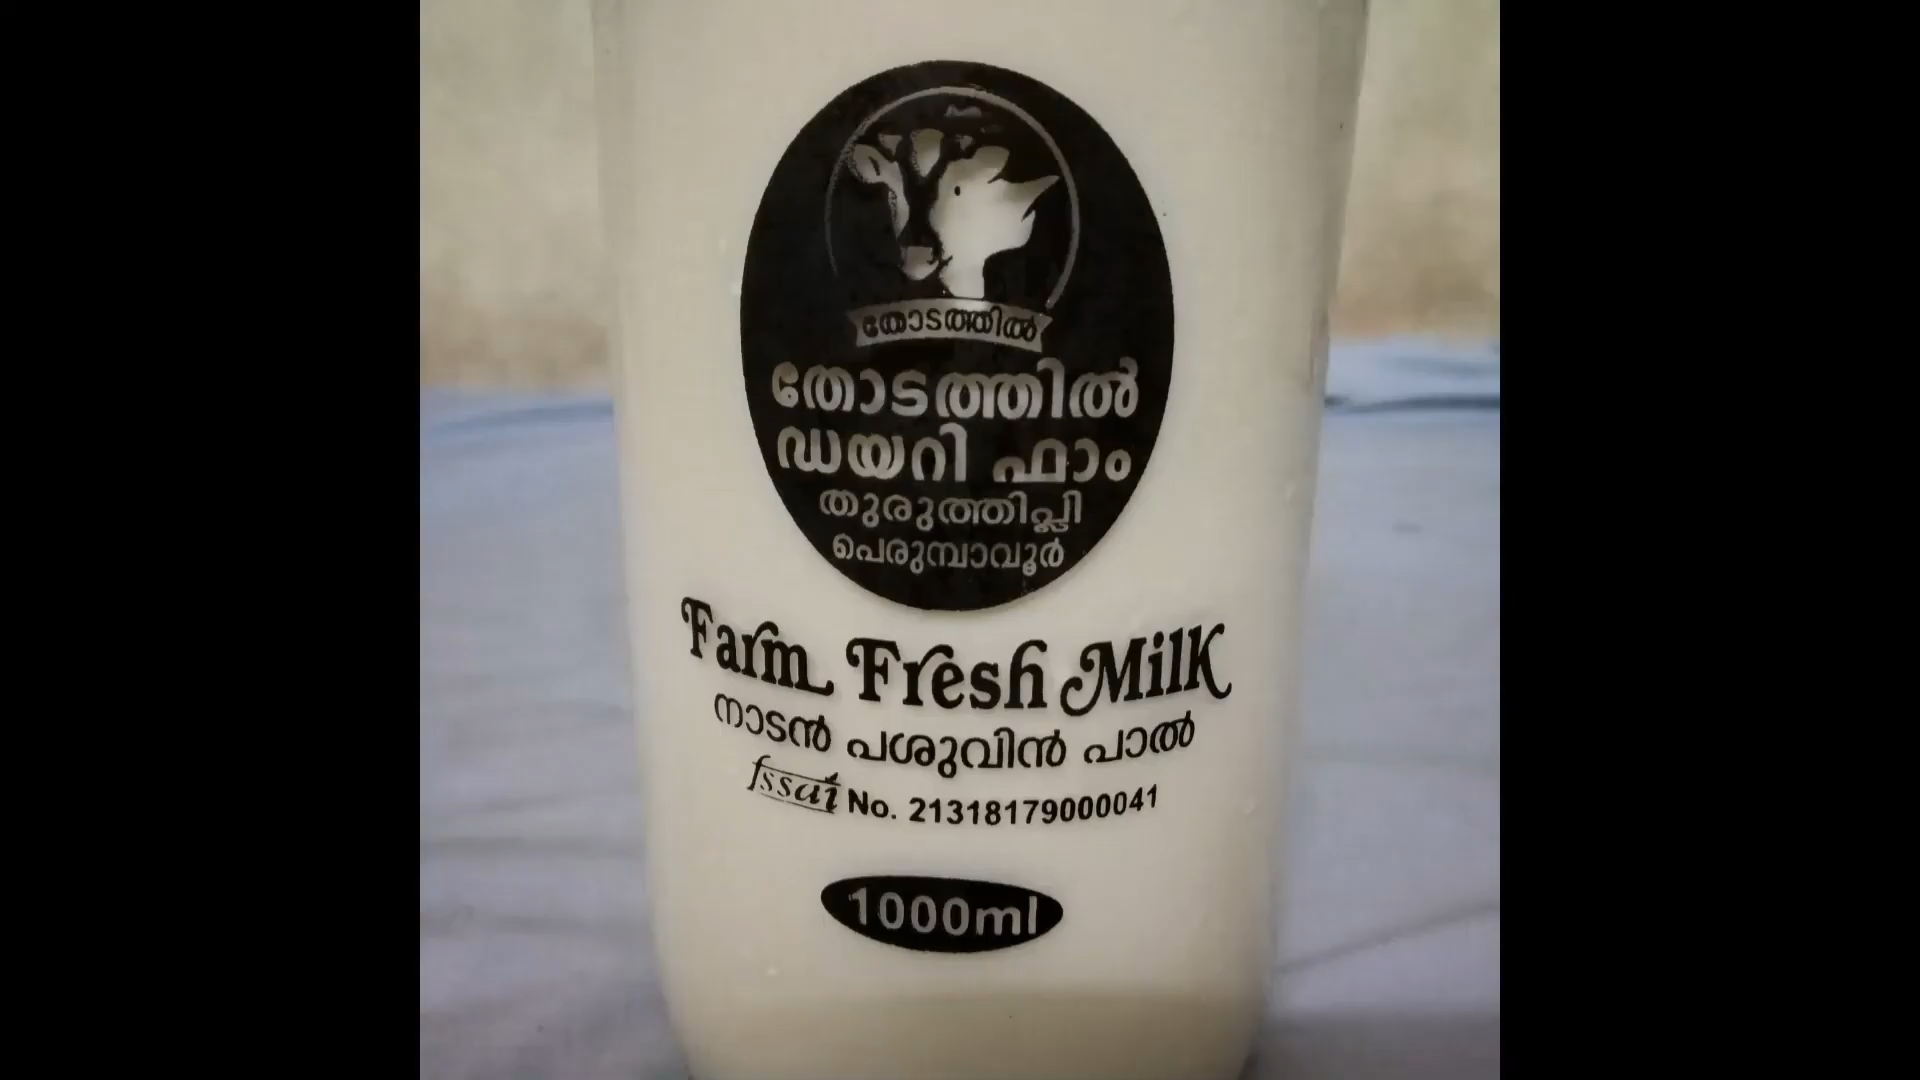 തോടത്തിൽ
തോടത്തിൽ
ഡയറി ഫാം
തുരുത്തിപ്ലി
പെരുമ്പാവൂർ
Farm Fresh Milk
നാടൻ പശുവിൻ പാൽ
fssai No. 21318179000041
1000ml